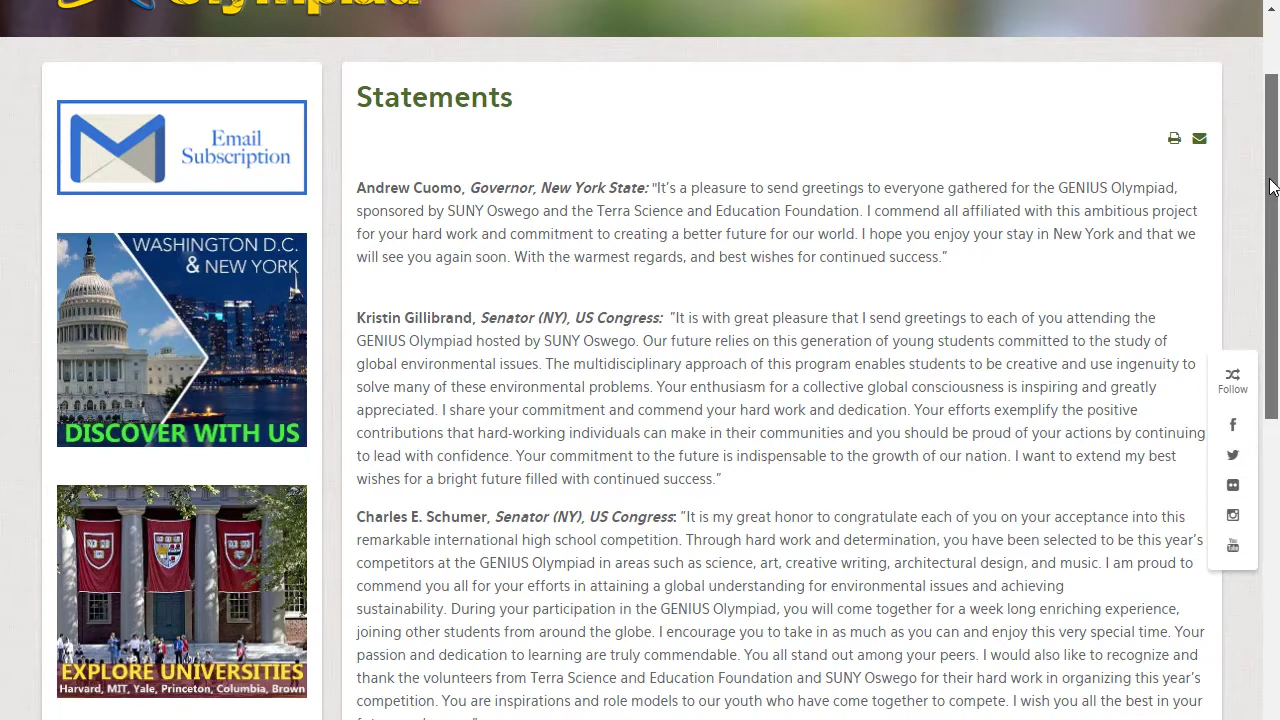 Olympiad
Email
Subscription
WASHINGTON D.C.
& NEW YORK
DISCOVER WITH US
EXPLORE UNIVERSITIES
Harvard, MIT, Yale, Princeton, Columbia, Brown
Statements
Andrew Cuomo, Governor, New York State: "It's a pleasure to send greetings to everyone gathered for the GENIUS Olympiad,
sponsored by SUNY Oswego and the Terra Science and Education Foundation. I commend all affiliated with this ambitious project
for your hard work and commitment to creating a better future for our world. I hope you enjoy your stay in New York and that we
will see you again soon. With the warmest regards, and best wishes for continued success."
Kristin Gillibrand, Senator (NY), US Congress: "It is with great pleasure that I send greetings to each of you attending the
GENIUS Olympiad hosted by SUNY Oswego. Our future relies on this generation of young students committed to the study of
global environmental issues. The multidisciplinary approach of this program enables students to be creative and use ingenuity to
solve many of these environmental problems. Your enthusiasm for a collective global consciousness is inspiring and greatly
appreciated. I share your commitment and commend your hard work and dedication. Your efforts exemplify the positive
contributions that hard-working individuals can make in their communities and you should be proud of your actions by continuing
to lead with confidence. Your commitment to the future is indispensable to the growth of our nation. I want to extend my best
wishes for a bright future filled with continued success."
Charles E. Schumer, Senator (NY), US Congress: "It is my great honor to congratulate each of you on your acceptance into this
remarkable international high school competition. Through hard work and determination, you have been selected to be this year's
competitors at the GENIUS Olympiad in areas such as science, art, creative writing, architectural design, and music. I am proud to
commend you all for your efforts in attaining a global understanding for environmental issues and achieving
sustainability. During your participation in the GENIUS Olympiad, you will come together for a week long enriching experience,
joining other students from around the globe. I encourage you to take in as much as you can and enjoy this very special time. Your
passion and dedication to learning are truly commendable. You all stand out among your peers. I would also like to recognize and
thank the volunteers from Terra Science and Education Foundation and SUNY Oswego for their hard work in organizing this year's
competition. You are inspirations and role models to our youth who have come together to compete. I wish you all the best in your
Follow
You
Tube